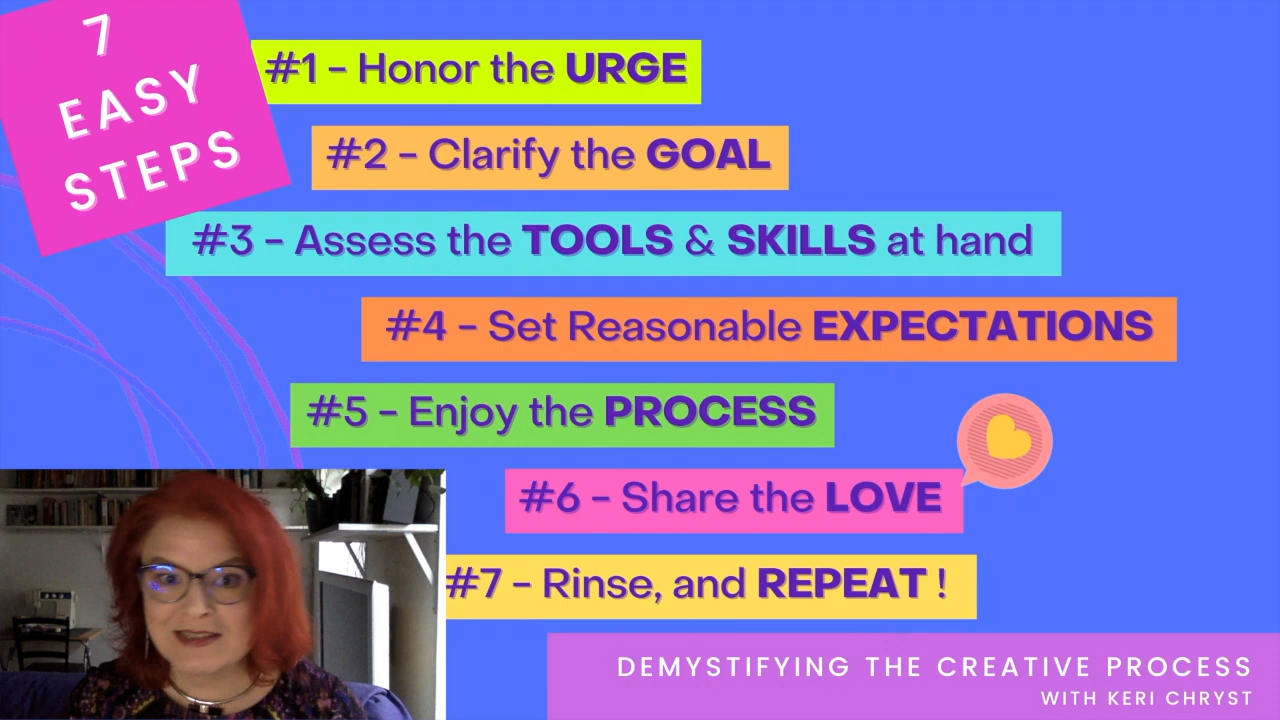 7
EASY
STEPS
#1 - Honor the URGE
#2 - Clarify the GOAL
#3 - Assess the TOOLS & SKILLS at hand
#4 - Set Reasonable EXPECTATIONS
#5 - Enjoy the PROCESS
#6 - Share the LOVE
#7 - Rinse, and REPEAT !
DEMYSTIFYING THE CREATIVE PROCESS
WITH KERI CHRYST